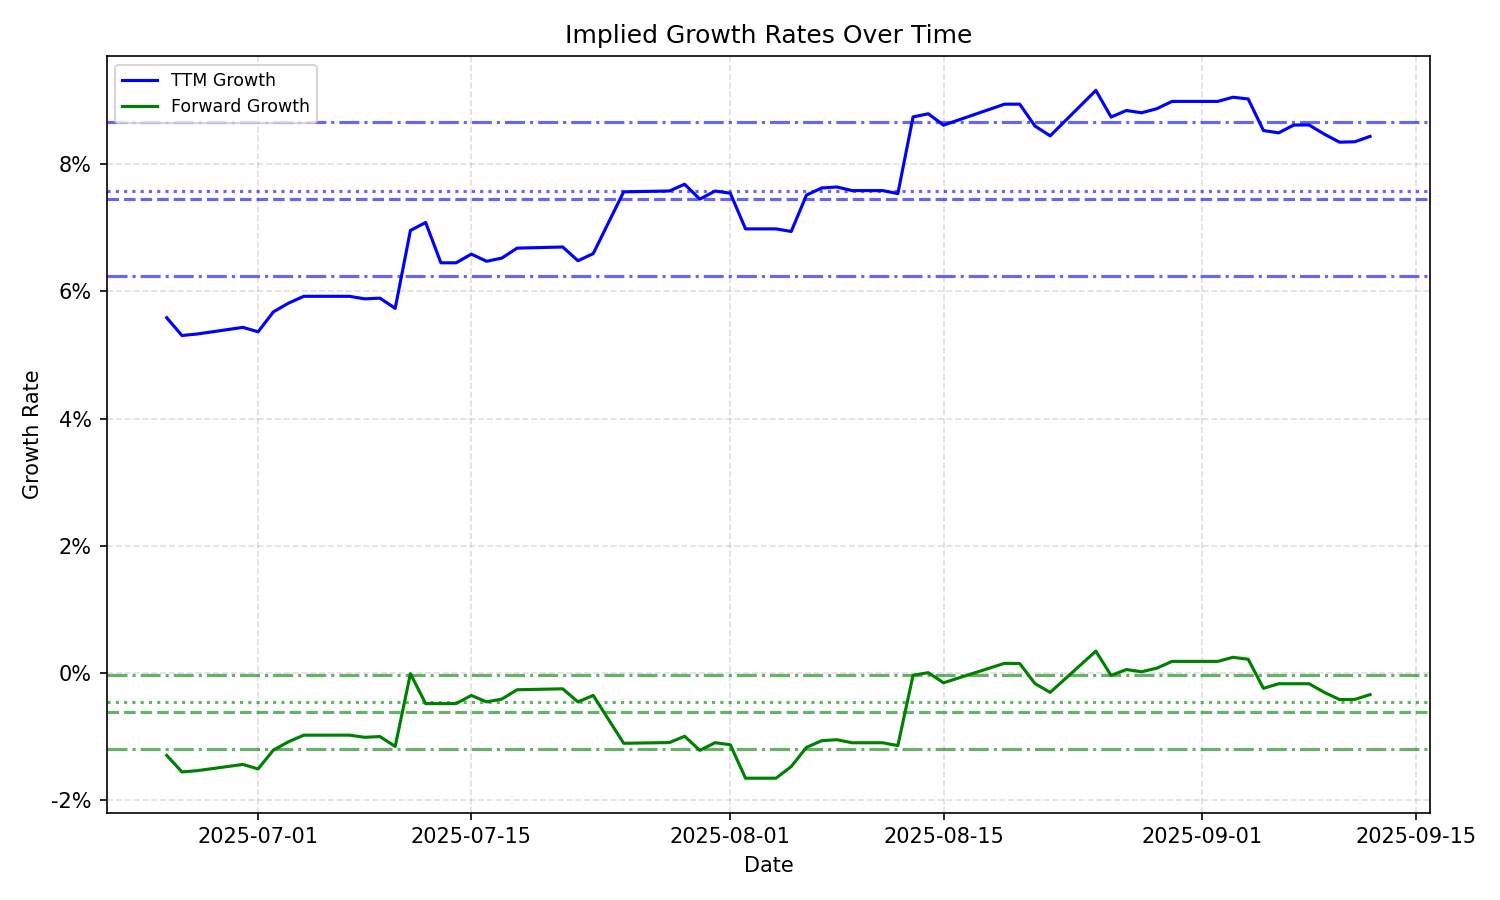 Implied Growth Rates Over Time
TTM Growth
Forward Growth
8%
6%
4%
2%
0%
-2%
Growth Rate
2025-07-01
2025-07-15
2025-08-01
2025-08-15
2025-09-01
2025-09-15
Date